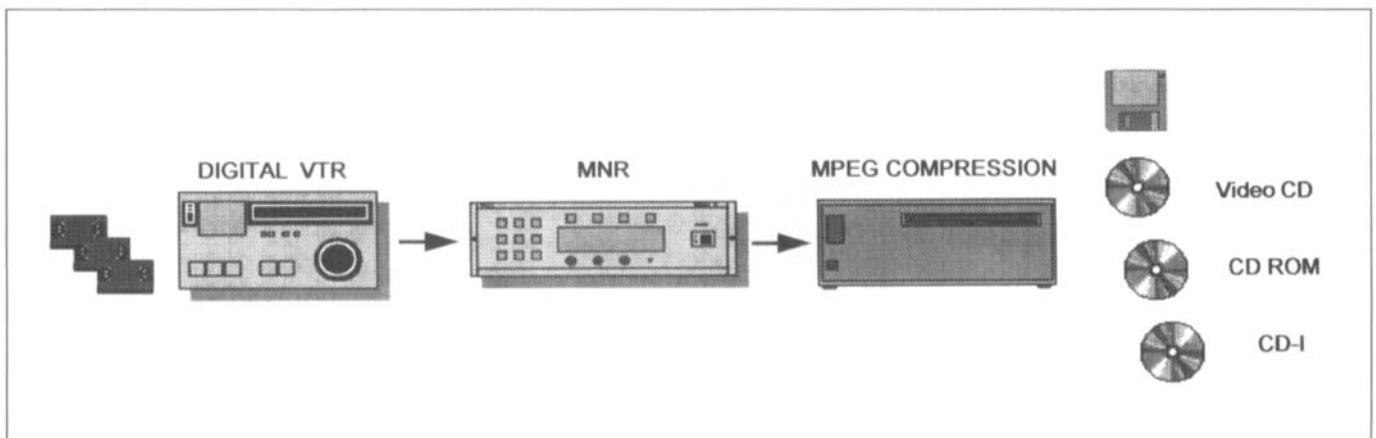 DIGITAL VTR
MNR
MPEG COMPRESSION
Video CD
CD ROM
CD-I